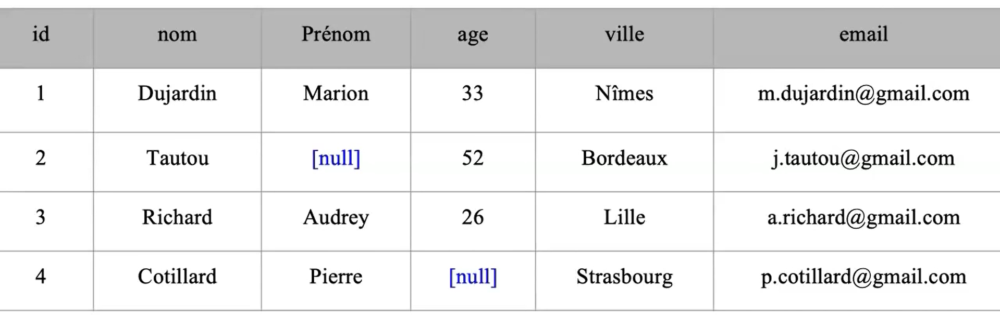 id nom Prénom age ville email
1 Dujardin Marion 33 Nîmes m.dujardin@gmail.com
2 Tautou [null] 52 Bordeaux j.tautou@gmail.com
3 Richard Audrey 26 Lille a.richard@gmail.com
4 Cotillard Pierre [null] Strasbourg p.cotillard@gmail.com